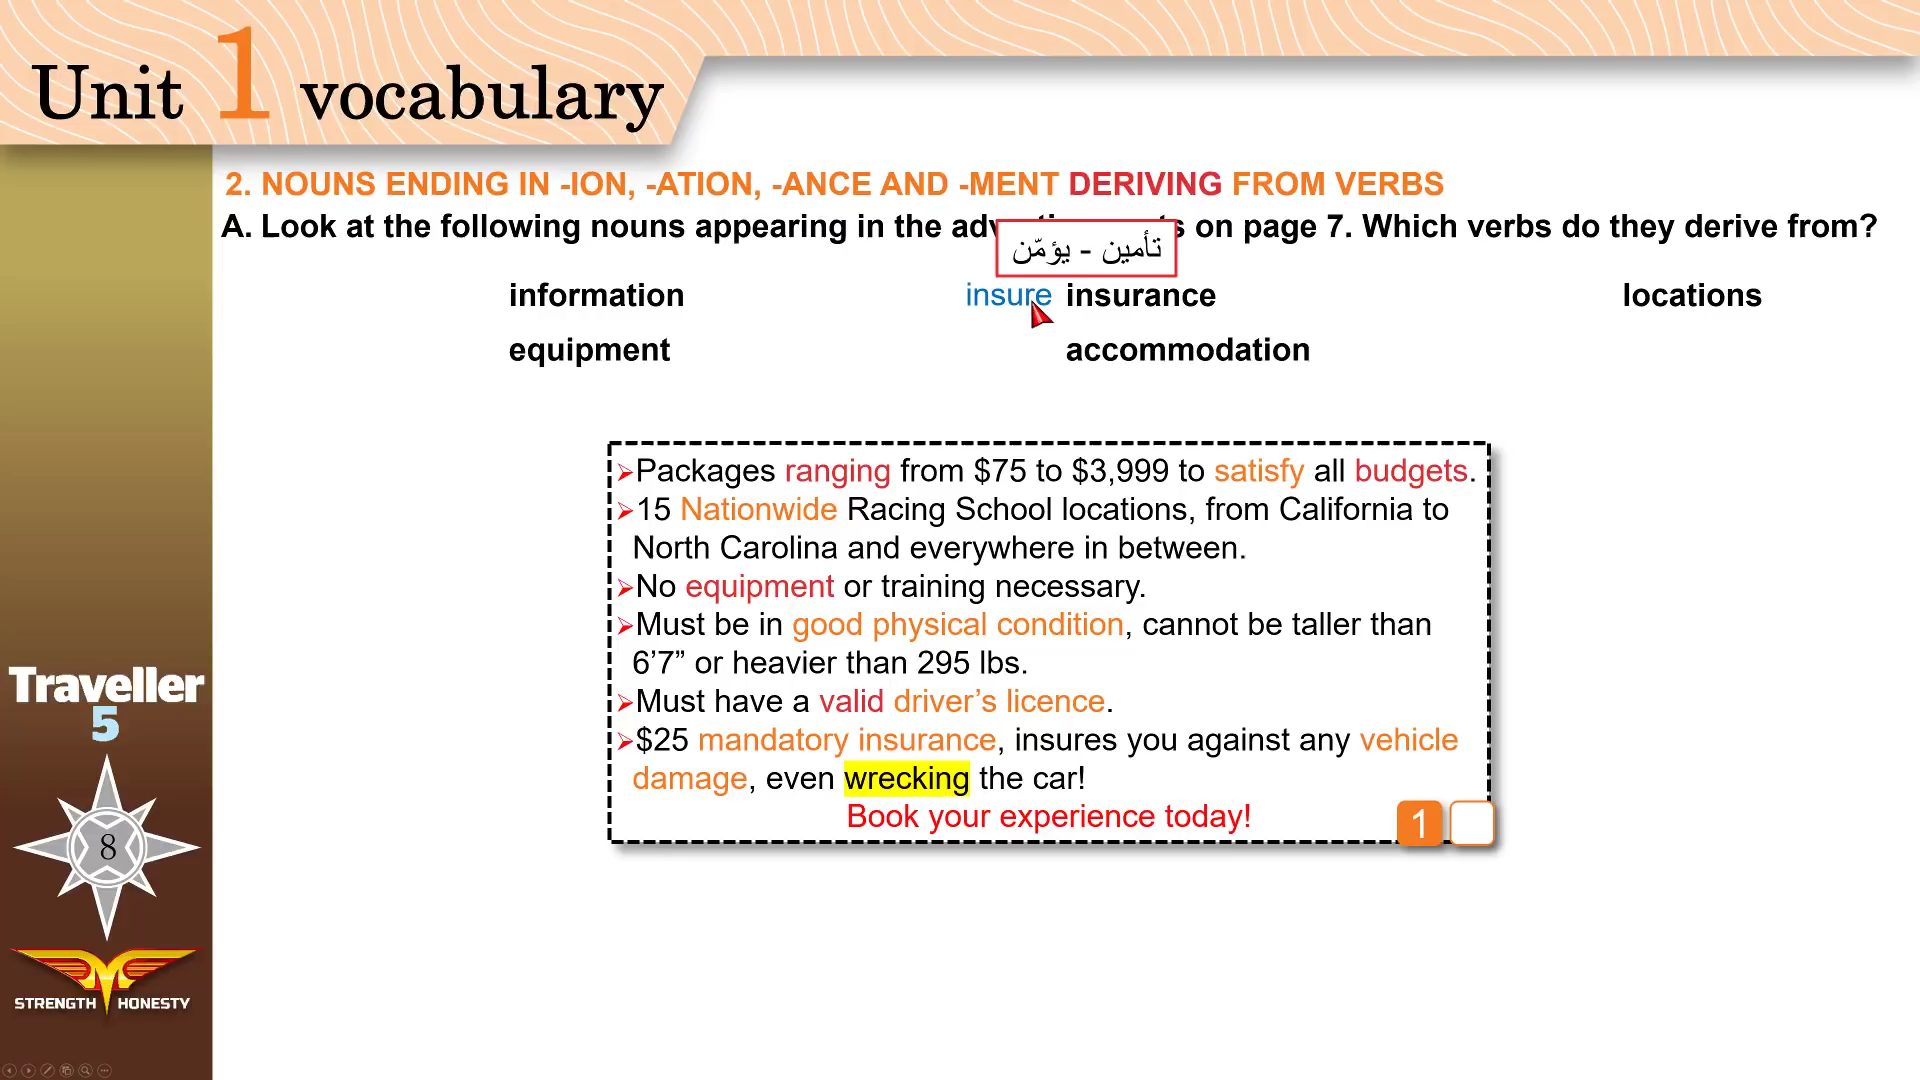 Unit 1 vocabulary
2. NOUNS ENDING IN -ION, -ATION, -ANCE AND -MENT DERIVING FROM VERBS
A. Look at the following nouns appearing in the on page 7. Which verbs do they derive from?
تأمين - يؤمّن
information insure insurance locations
equipment accommodation
➢Packages ranging from $75 to $3,999 to satisfy all budgets.
➢15 Nationwide Racing School locations, from California to
North Carolina and everywhere in between.
➢No equipment or training necessary.
➢Must be in good physical condition, cannot be taller than
6’7” or heavier than 295 lbs.
➢Must have a valid driver’s licence.
➢$25 mandatory insurance, insures you against any vehicle
damage, even wrecking the car!
Book your experience today!
1
Traveller
5
8
STRENGTH HONESTY